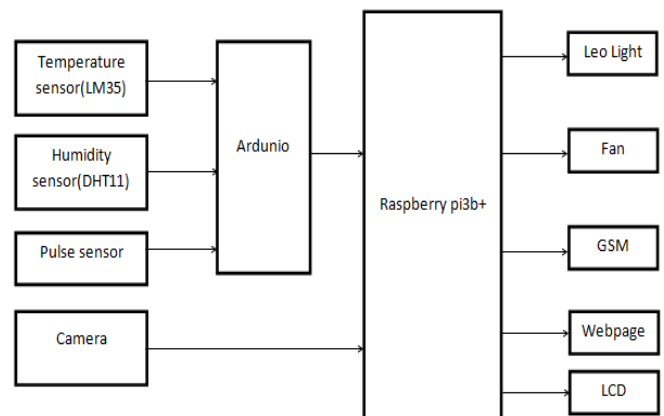 Temperature
sensor(LM35)
Humidity
sensor(DHT11)
Pulse sensor
Camera
Ardunio
Raspberry pi3b+
Leo Light
Fan
GSM
Webpage
LCD